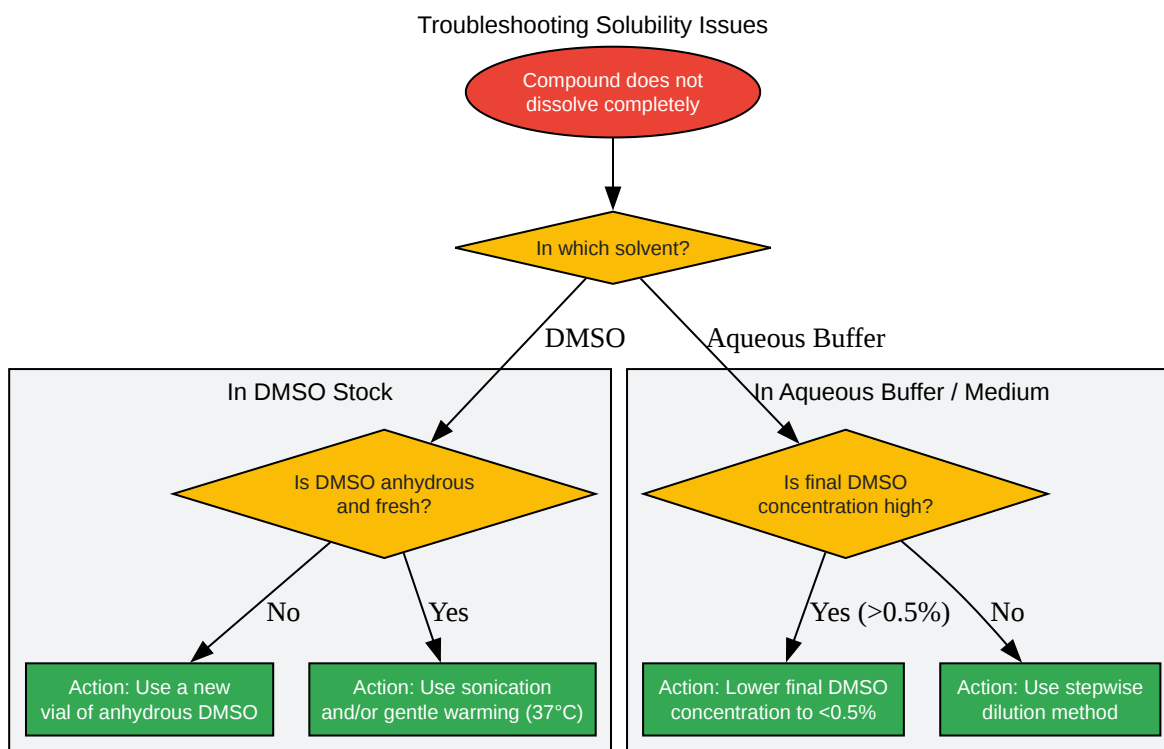 Troubleshooting Solubility Issues
Compound does not
dissolve completely
In which solvent?
DMSO
Aqueous Buffer
In DMSO Stock
In Aqueous Buffer / Medium
Is DMSO anhydrous
and fresh?
Is final DMSO
concentration high?
No
Yes
Yes (>0.5%)
No
Action: Use a new
vial of anhydrous DMSO
Action: Use sonication
and/or gentle warming (37°C)
Action: Lower final DMSO
concentration to <0.5%
Action: Use stepwise
dilution method